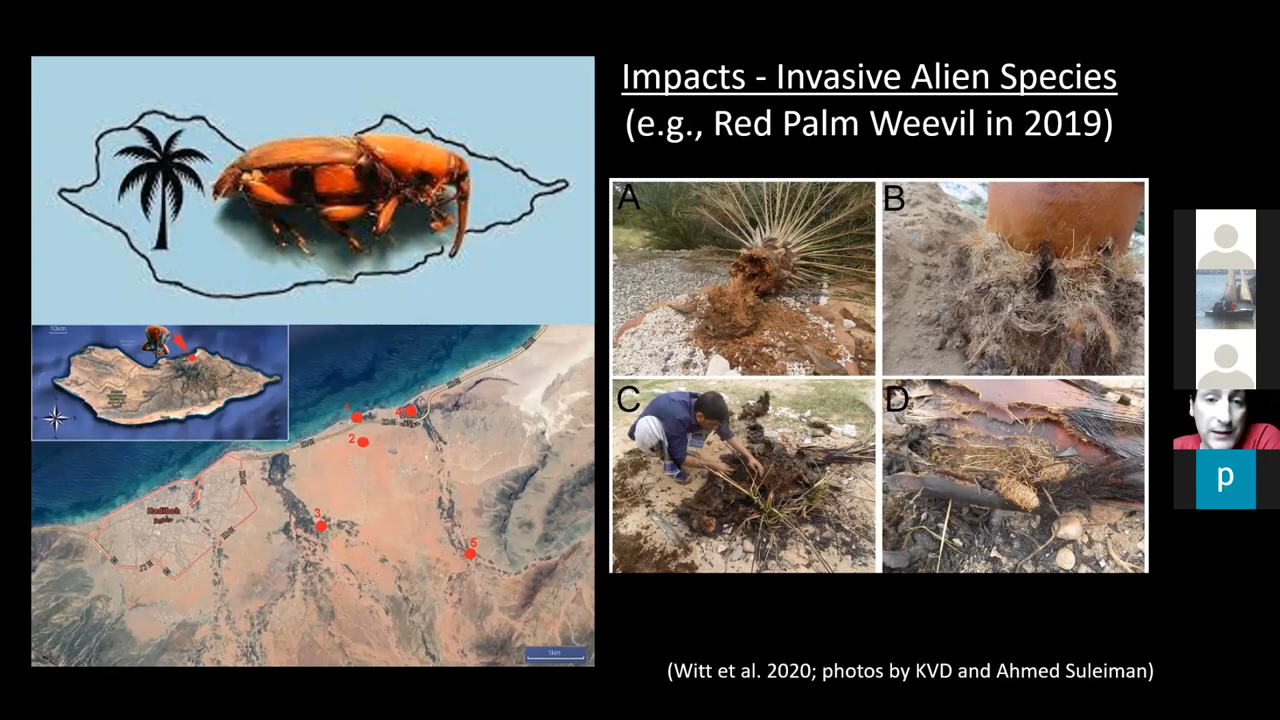 Impacts - Invasive Alien Species
(e.g., Red Palm Weevil in 2019)
A
B
C
D
10km
1
4
2
3
5
Hadiboh
1km
(Witt et al. 2020; photos by KVD and Ahmed Suleiman)
p